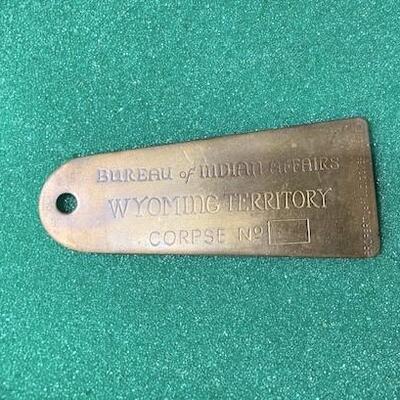 BUREAU of INDIAN AFFAIRS
WYOMING TERRITORY
CORPSE NO